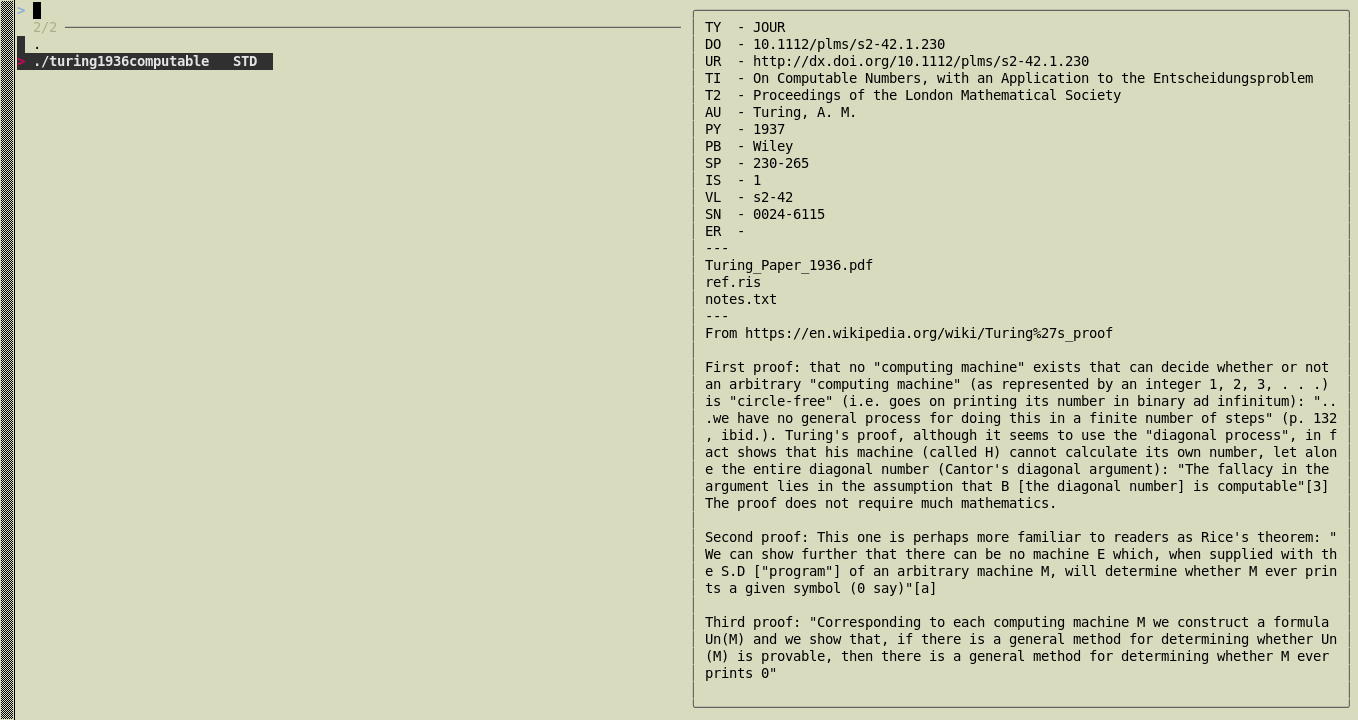 >
2/2
.
> ./turing1936computable   STD
TY  - JOUR
DO  - 10.1112/plms/s2-42.1.230
UR  - http://dx.doi.org/10.1112/plms/s2-42.1.230
TI  - On Computable Numbers, with an Application to the Entscheidungsproblem
T2  - Proceedings of the London Mathematical Society
AU  - Turing, A. M.
PY  - 1937
PB  - Wiley
SP  - 230-265
IS  - 1
VL  - s2-42
SN  - 0024-6115
ER  -
---
Turing_Paper_1936.pdf
ref.ris
notes.txt
---
From https://en.wikipedia.org/wiki/Turing%27s_proof
First proof: that no "computing machine" exists that can decide whether or not
an arbitrary "computing machine" (as represented by an integer 1, 2, 3, . . .)
is "circle-free" (i.e. goes on printing its number in binary ad infinitum): "..
.we have no general process for doing this in a finite number of steps" (p. 132
, ibid.). Turing's proof, although it seems to use the "diagonal process", in f
act shows that his machine (called H) cannot calculate its own number, let alon
e the entire diagonal number (Cantor's diagonal argument): "The fallacy in the
argument lies in the assumption that B [the diagonal number] is computable"[3]
The proof does not require much mathematics.
Second proof: This one is perhaps more familiar to readers as Rice's theorem: "
We can show further that there can be no machine E which, when supplied with th
e S.D ["program"] of an arbitrary machine M, will determine whether M ever prin
ts a given symbol (0 say)"[a]
Third proof: "Corresponding to each computing machine M we construct a formula
Un(M) and we show that, if there is a general method for determining whether Un
(M) is provable, then there is a general method for determining whether M ever
prints 0"